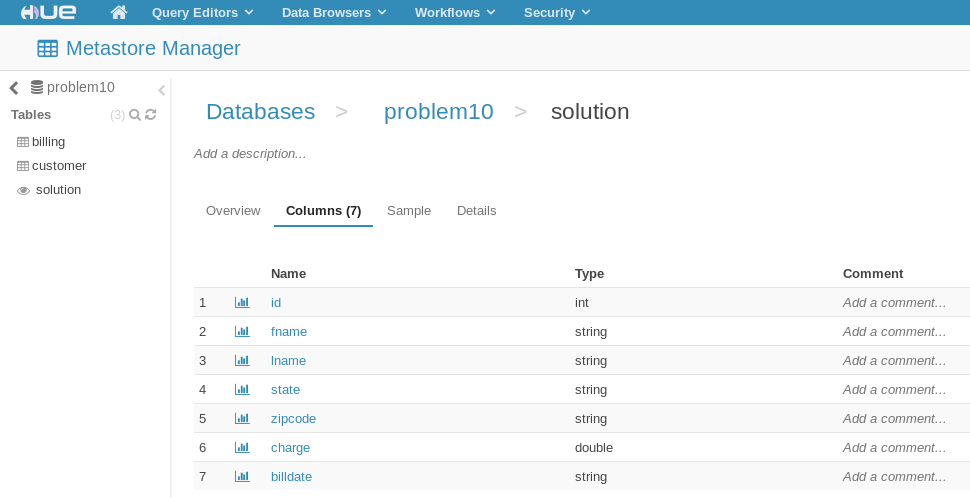 HUE Query Editors Data Browsers Workflows Security
Metastore Manager
problem10
Tables (3)
billing
customer
solution
Databases > problem10 > solution
Add a description...
Overview Columns (7) Sample Details
Name Type Comment
1 id int Add a comment...
2 fname string Add a comment...
3 lname string Add a comment...
4 state string Add a comment...
5 zipcode string Add a comment...
6 charge double Add a comment...
7 billdate string Add a comment...